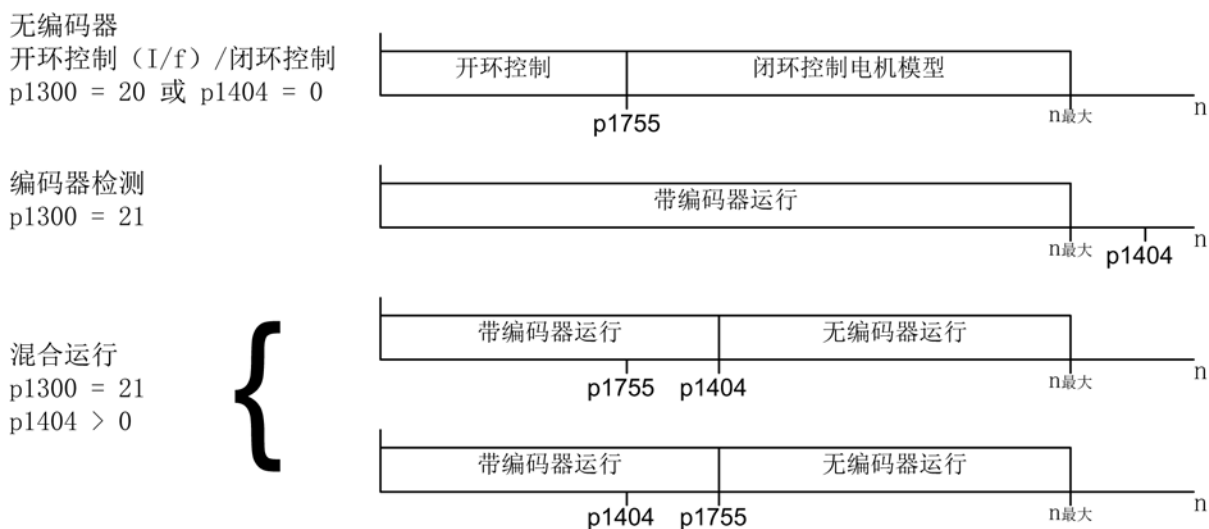 无编码器
开环控制（I/f）/闭环控制
p1300 = 20 或 p1404 = 0
开环控制
闭环控制电机模型
p1755
n最大
n
编码器检测
p1300 = 21
带编码器运行
n最大
p1404
n
混合运行
p1300 = 21
p1404 > 0
带编码器运行
无编码器运行
p1755
p1404
n最大
n
带编码器运行
无编码器运行
p1404
p1755
n最大
n